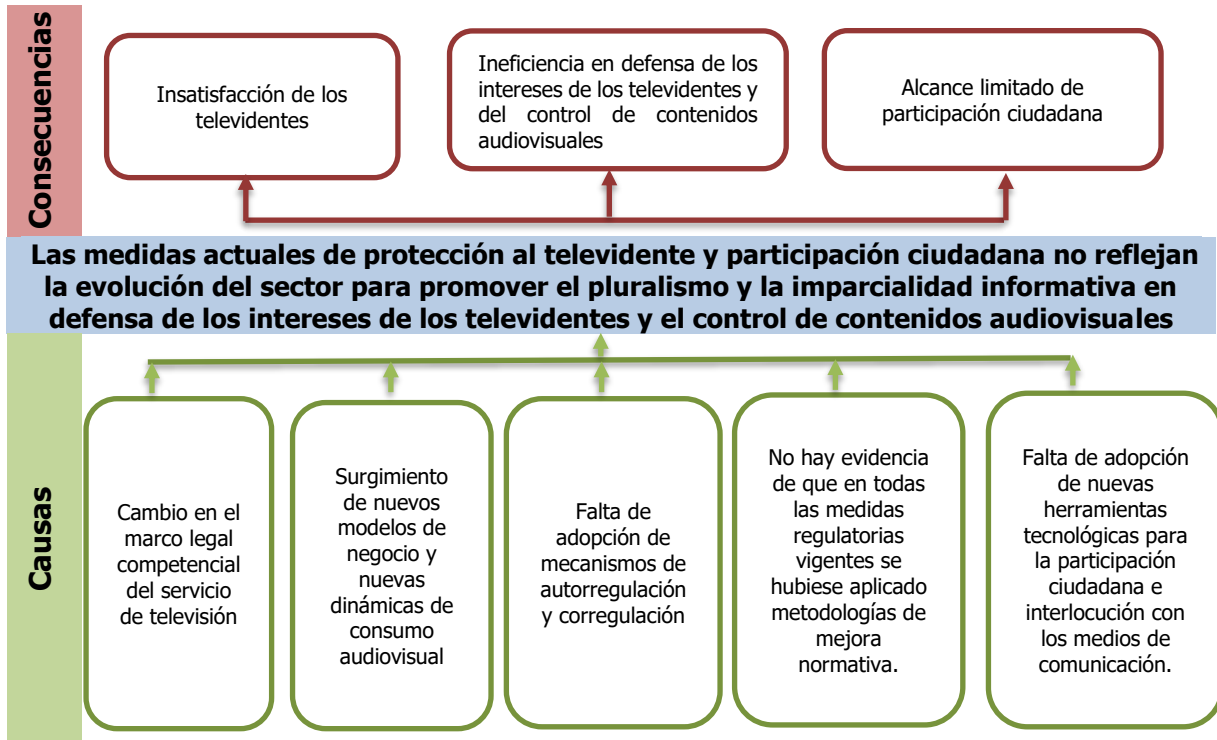 Consecuencias
Insatisfacción de los
televidentes
Ineficiencia en defensa de los
intereses de los televidentes y
del control de contenidos
audiovisuales
Alcance limitado de
participación ciudadana
Las medidas actuales de protección al televidente y participación ciudadana no reflejan
la evolución del sector para promover el pluralismo y la imparcialidad informativa en
defensa de los intereses de los televidentes y el control de contenidos audiovisuales
Causas
Cambio en el
marco legal
competencial
del servicio
de televisión
Surgimiento
de nuevos
modelos de
negocio y
nuevas
dinámicas de
consumo
audiovisual
Falta de
adopción de
mecanismos de
autorregulación
y corregulación
No hay evidencia
de que en todas
las medidas
regulatorias
vigentes se
hubiese aplicado
metodologías de
mejora
normativa.
Falta de adopción
de nuevas
herramientas
tecnológicas para
la participación
ciudadana e
interlocución con
los medios de
comunicación.